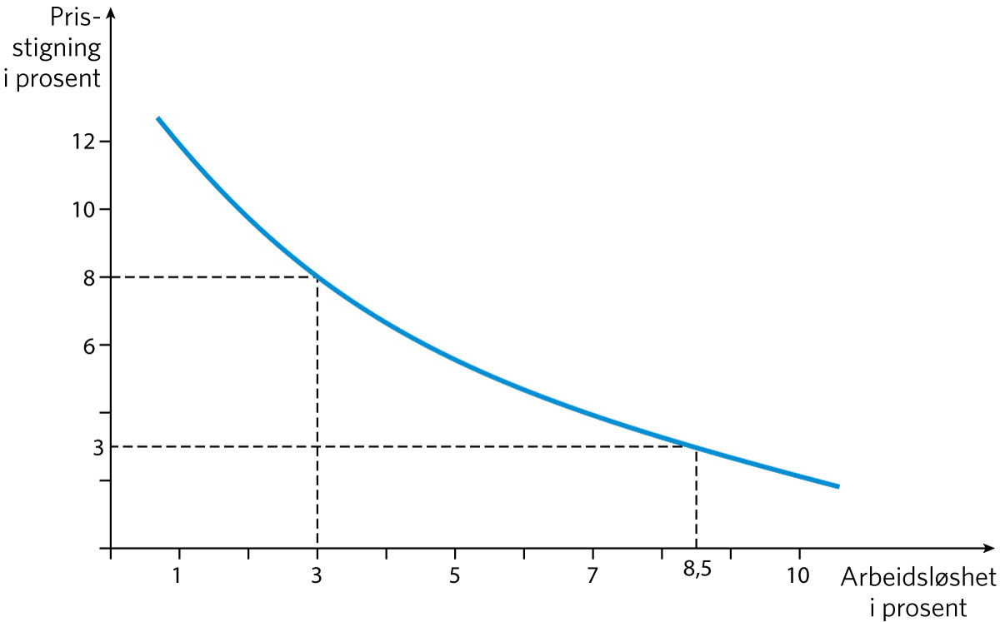 Pris-
stigning
i prosent
12
10
8
6
3
1
3
5
7
8,5
10
Arbeidsløshet
i prosent